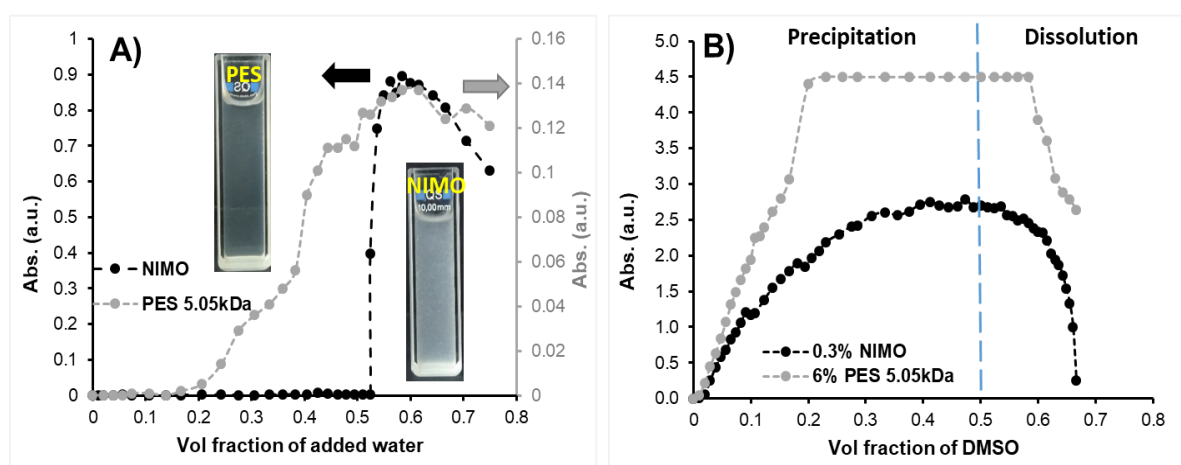 A)
Abs. (a.u.)
1
0.9
0.8
0.7
0.6
0.5
0.4
0.3
0.2
0.1
0
0 0.1 0.2 0.3 0.4 0.5 0.6 0.7 0.8
Vol fraction of added water
0.16
0.14
0.12
0.1
0.08
0.06
0.04
0.02
0
Abs. (a.u.)
PES
QS
NIMO
QS
10,00mm
NIMO
PES 5.05kDa
B)
Precipitation Dissolution
Abs. (a.u.)
5.0
4.5
4.0
3.5
3.0
2.5
2.0
1.5
1.0
0.5
0.0
0 0.1 0.2 0.3 0.4 0.5 0.6 0.7 0.8
Vol fraction of DMSO
0.3% NIMO
6% PES 5.05kDa